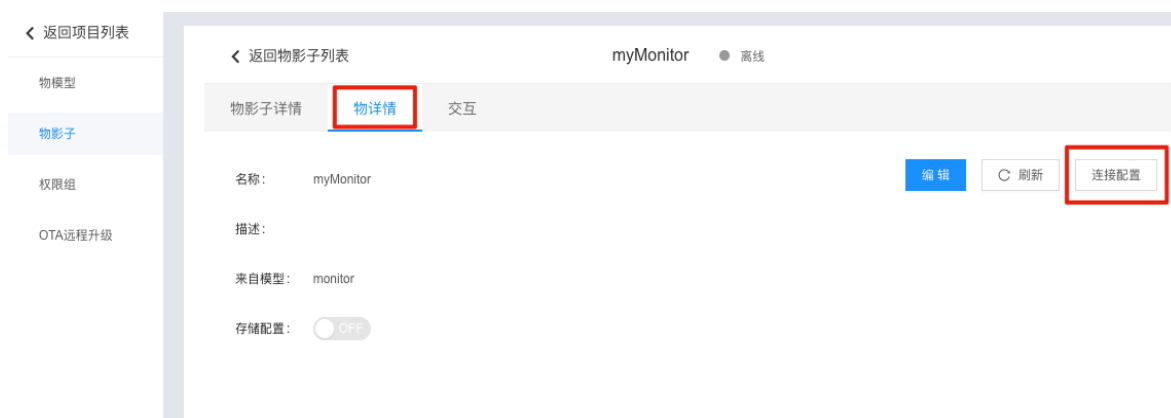 返回项目列表
物模型
物影子
权限组
OTA远程升级
返回物影子列表
myMonitor 离线
物影子详情 物详情 交互
名称： myMonitor 编辑 刷新 连接配置
描述：
来自模型： monitor
存储配置： OFF